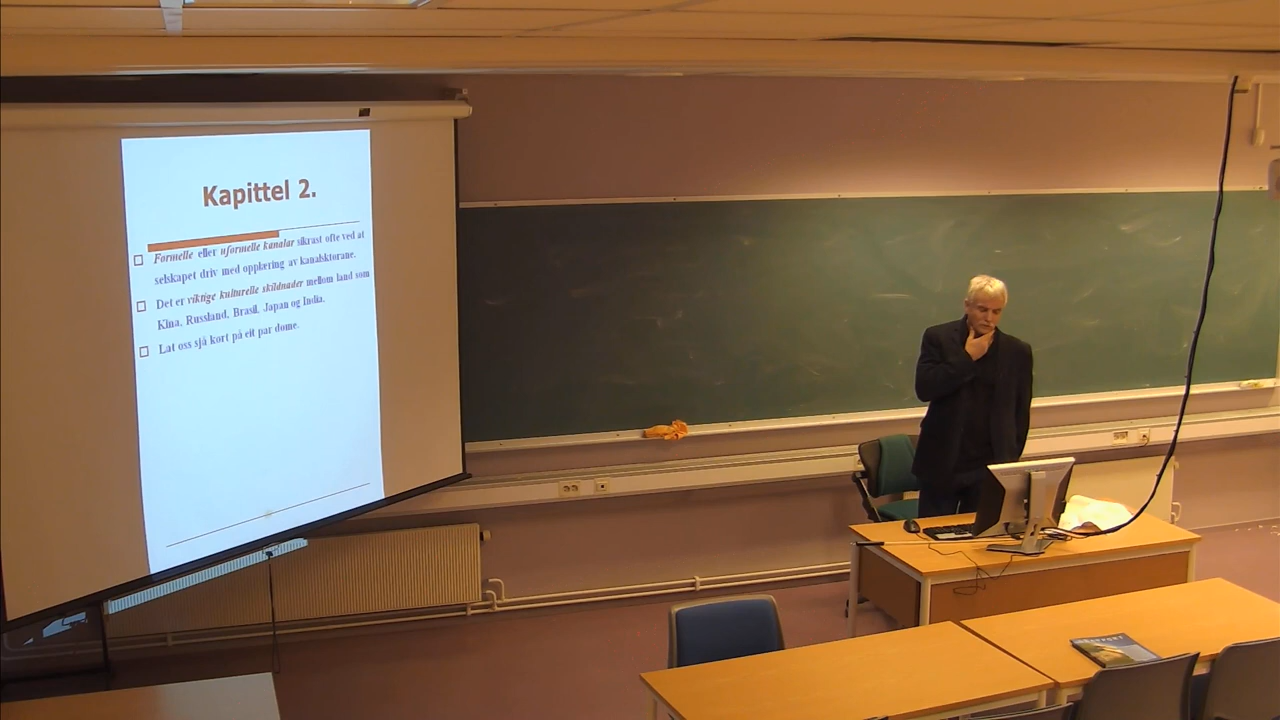 Kapittel 2.
Formelle eller uformelle kanalar sikrast ofte ved at
selskapet driv med opplæring av kanalaktørane.
Det er viktige kulturelle skilnader mellom land som
Kina, Russland, Brasil, Japan og India.
Lat oss sjå kort på eit par døme.